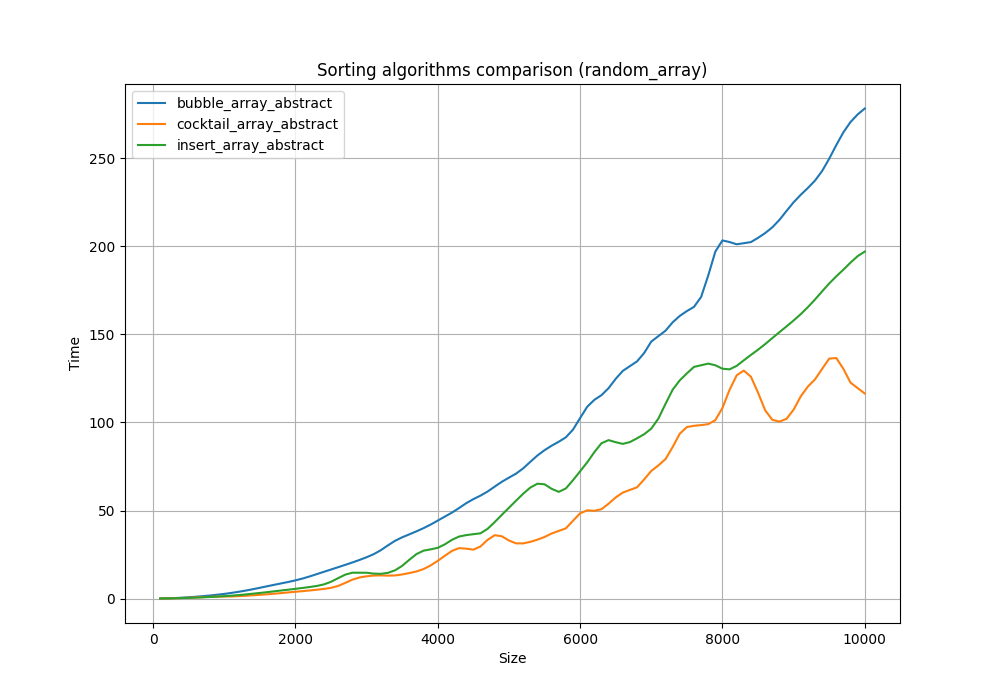 Sorting algorithms comparison (random_array)
bubble_array_abstract
cocktail_array_abstract
insert_array_abstract
250
200
150
100
50
0
Time
0 2000 4000 6000 8000 10000
Size